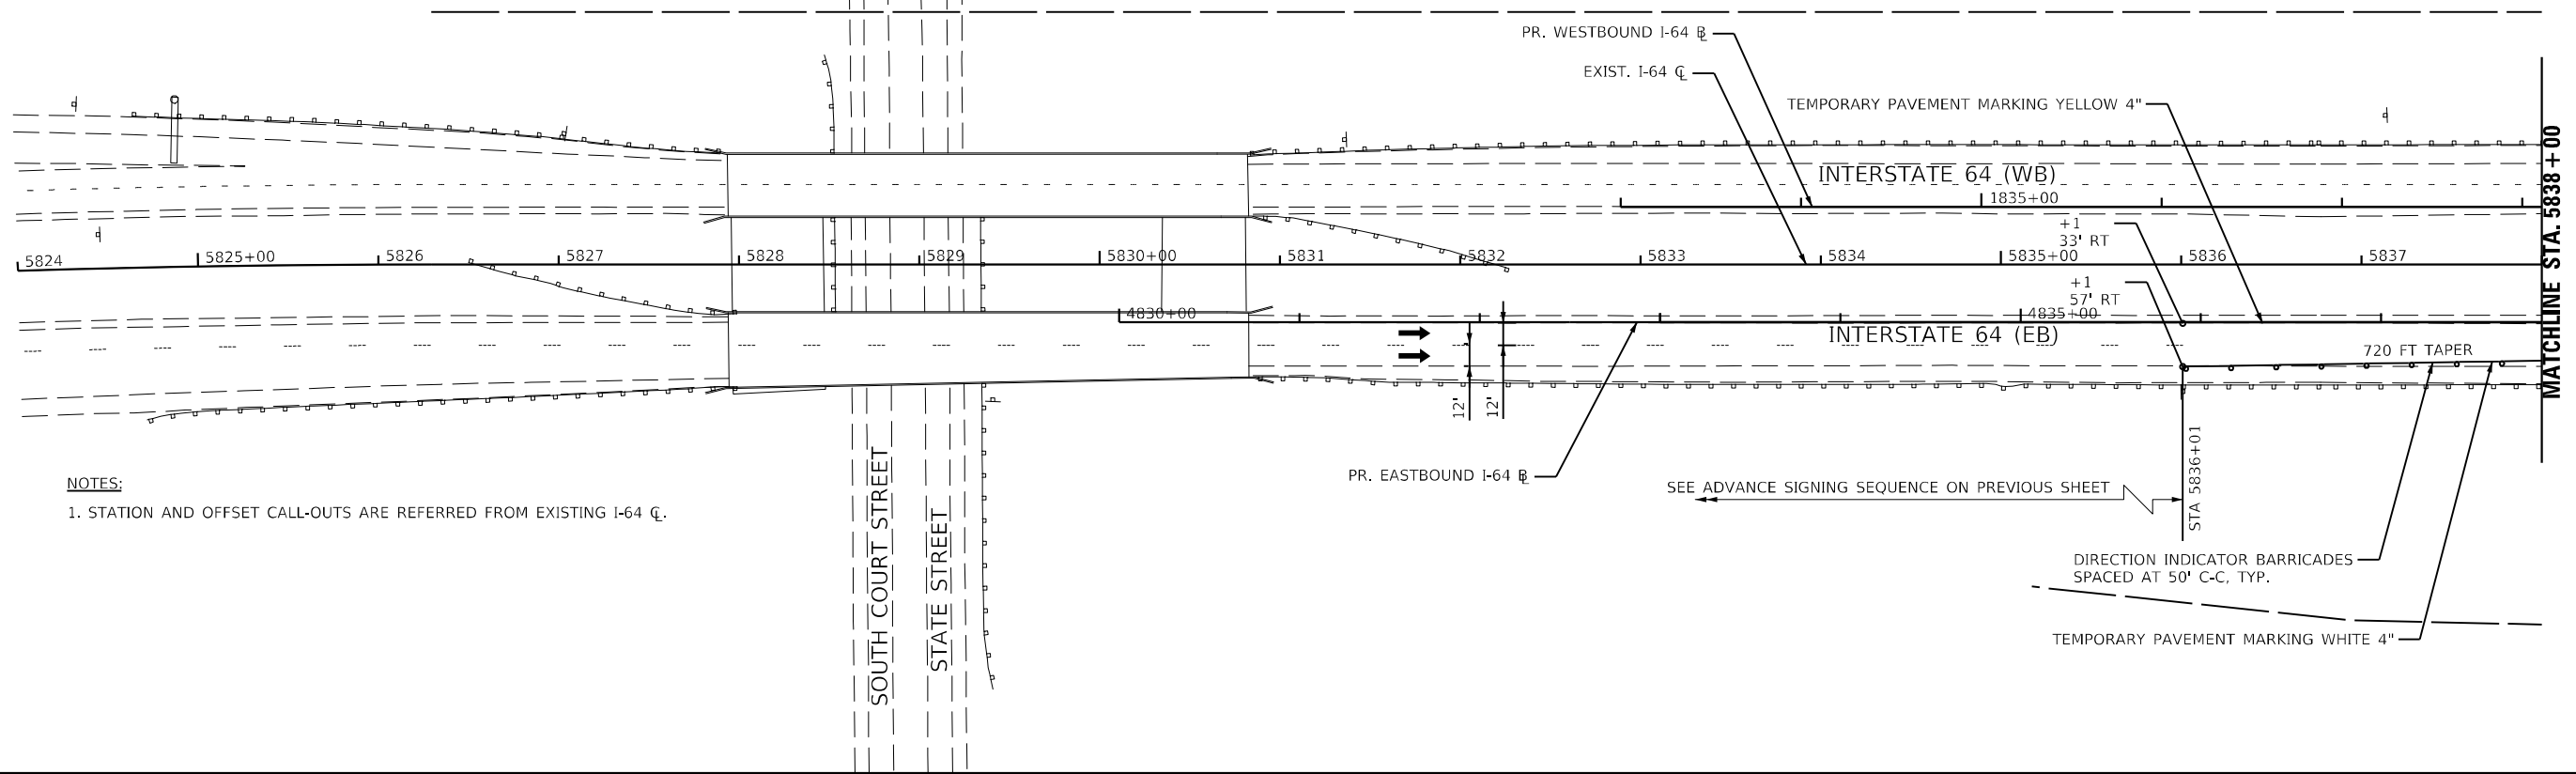 PR. WESTBOUND I-64 ⅊
EXIST. I-64 ℄
TEMPORARY PAVEMENT MARKING YELLOW 4"
INTERSTATE 64 (WB)
1835+00
+1
33' RT
5824
5825+00
5826
5827
5828
5829
5830+00
5831
5832
5833
5834
5835+00
5836
5837
+1
57' RT
4830+00
4835+00
INTERSTATE 64 (EB)
720 FT TAPER
MATCHLINE STA. 5838+00
12'
12'
PR. EASTBOUND I-64 ⅊
SEE ADVANCE SIGNING SEQUENCE ON PREVIOUS SHEET
STA 5836+01
NOTES:
1. STATION AND OFFSET CALL-OUTS ARE REFERRED FROM EXISTING I-64 ℄.
SOUTH COURT STREET
STATE STREET
DIRECTION INDICATOR BARRICADES
SPACED AT 50' C-C, TYP.
TEMPORARY PAVEMENT MARKING WHITE 4"